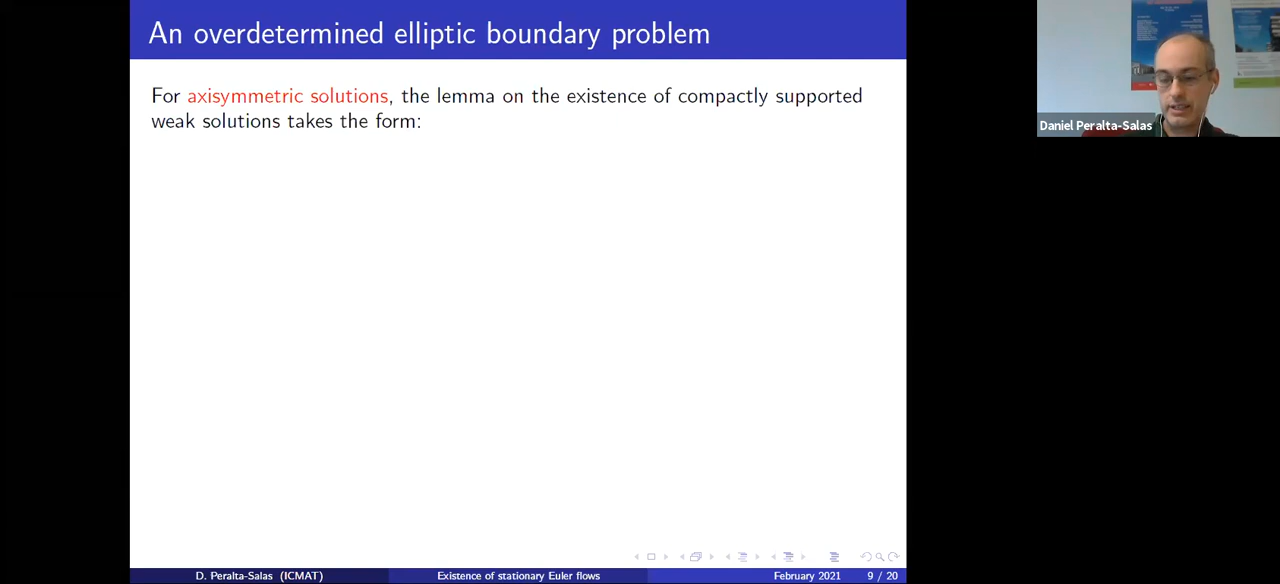 An overdetermined elliptic boundary problem
For axisymmetric solutions, the lemma on the existence of compactly supported
weak solutions takes the form:
Daniel Peralta-Salas
D. Peralta-Salas (ICMAT) Existence of stationary Euler flows February 2021 9 / 20